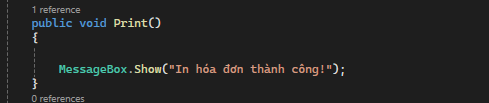 1 reference
public void Print()
{
MessageBox.Show("In hóa đơn thành công!");
}
0 references